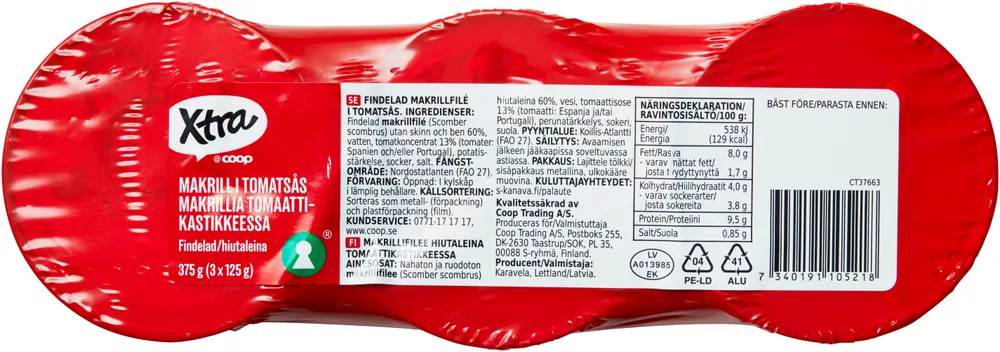 Xtra
@coop
MAKRILL I TOMATSÅS
MAKRILLIA TOMAATTI-
KASTIKKEESSA
Findelad/hiutaleina
375 g (3 x 125 g)
®
SE FINDELAD MAKRILLFILÉ
I TOMATSÅS. INGREDIENSER:
Findelad makrillfilé (Scomber
scombrus) utan skinn och ben 60%,
vatten, tomatkoncentrat 13% (tomater:
Spanien och/eller Portugal), potatis-
stärkelse, socker, salt. FÅNGST-
OMRÅDE: Nordostatlanten (FAO 27).
FÖRVARING: Öppnad: I kylskåp
i lämplig behållare. KÄLLSORTERING:
Sorteras som metall- (förpackning)
och plastförpackning (film).
KUNDSERVICE: 0771-17 17 17,
www.coop.se
FI MAKRILLIFILEE HIUTALEINA
TOMAATTIKASTIKKEESSA
AINESOSAT: Nahaton ja ruodoton
makrillifilee (Scomber scombrus)
hiutaleina 60%, vesi, tomaattisose
13% (tomaatti: Espanja ja/tai
Portugali), perunatärkkelys, sokeri,
suola. PYYNTIALUE: Koillis-Atlantti
(FAO 27). SÄILYTYS: Avaamisen
jälkeen jääkaapissa soveltuvassa
astiassa. PAKKAUS: Lajittele tölkki/
sisäpakkaus metallina, ulkokääre
muovina. KULUTTAJAYHTEYDET:
s-kanava.fi/palaute
Kvalitetssäkrad av
Coop Trading A/S.
Produceras för/Valmistuttaja
Coop Trading A/S, Postboks 255,
DK-2630 Taastrup/SOK, PL 35,
00088 S-ryhmä, Finland.
Producent/Valmistaja:
Karavela, Lettland/Latvia.
NÄRINGSDEKLARATION/
RAVINTOSISÄLTÖ/100 g:
Energi/ 538 kJ
Energia (129 kcal)
Fett/Rasva 8,0 g
- varav mättat fett/
josta tyydyttynyttä 1,7 g
Kolhydrat/Hiilihydraatit 4,0 g
- varav sockerarter/
josta sokereita 3,8 g
Protein/Proteiini 9,5 g
Salt/Suola 0,85 g
LV
A013985
EK
04
PE-LD
41
ALU
BÄST FÖRE/PARASTA ENNEN:
CT37663
7 340191 105218